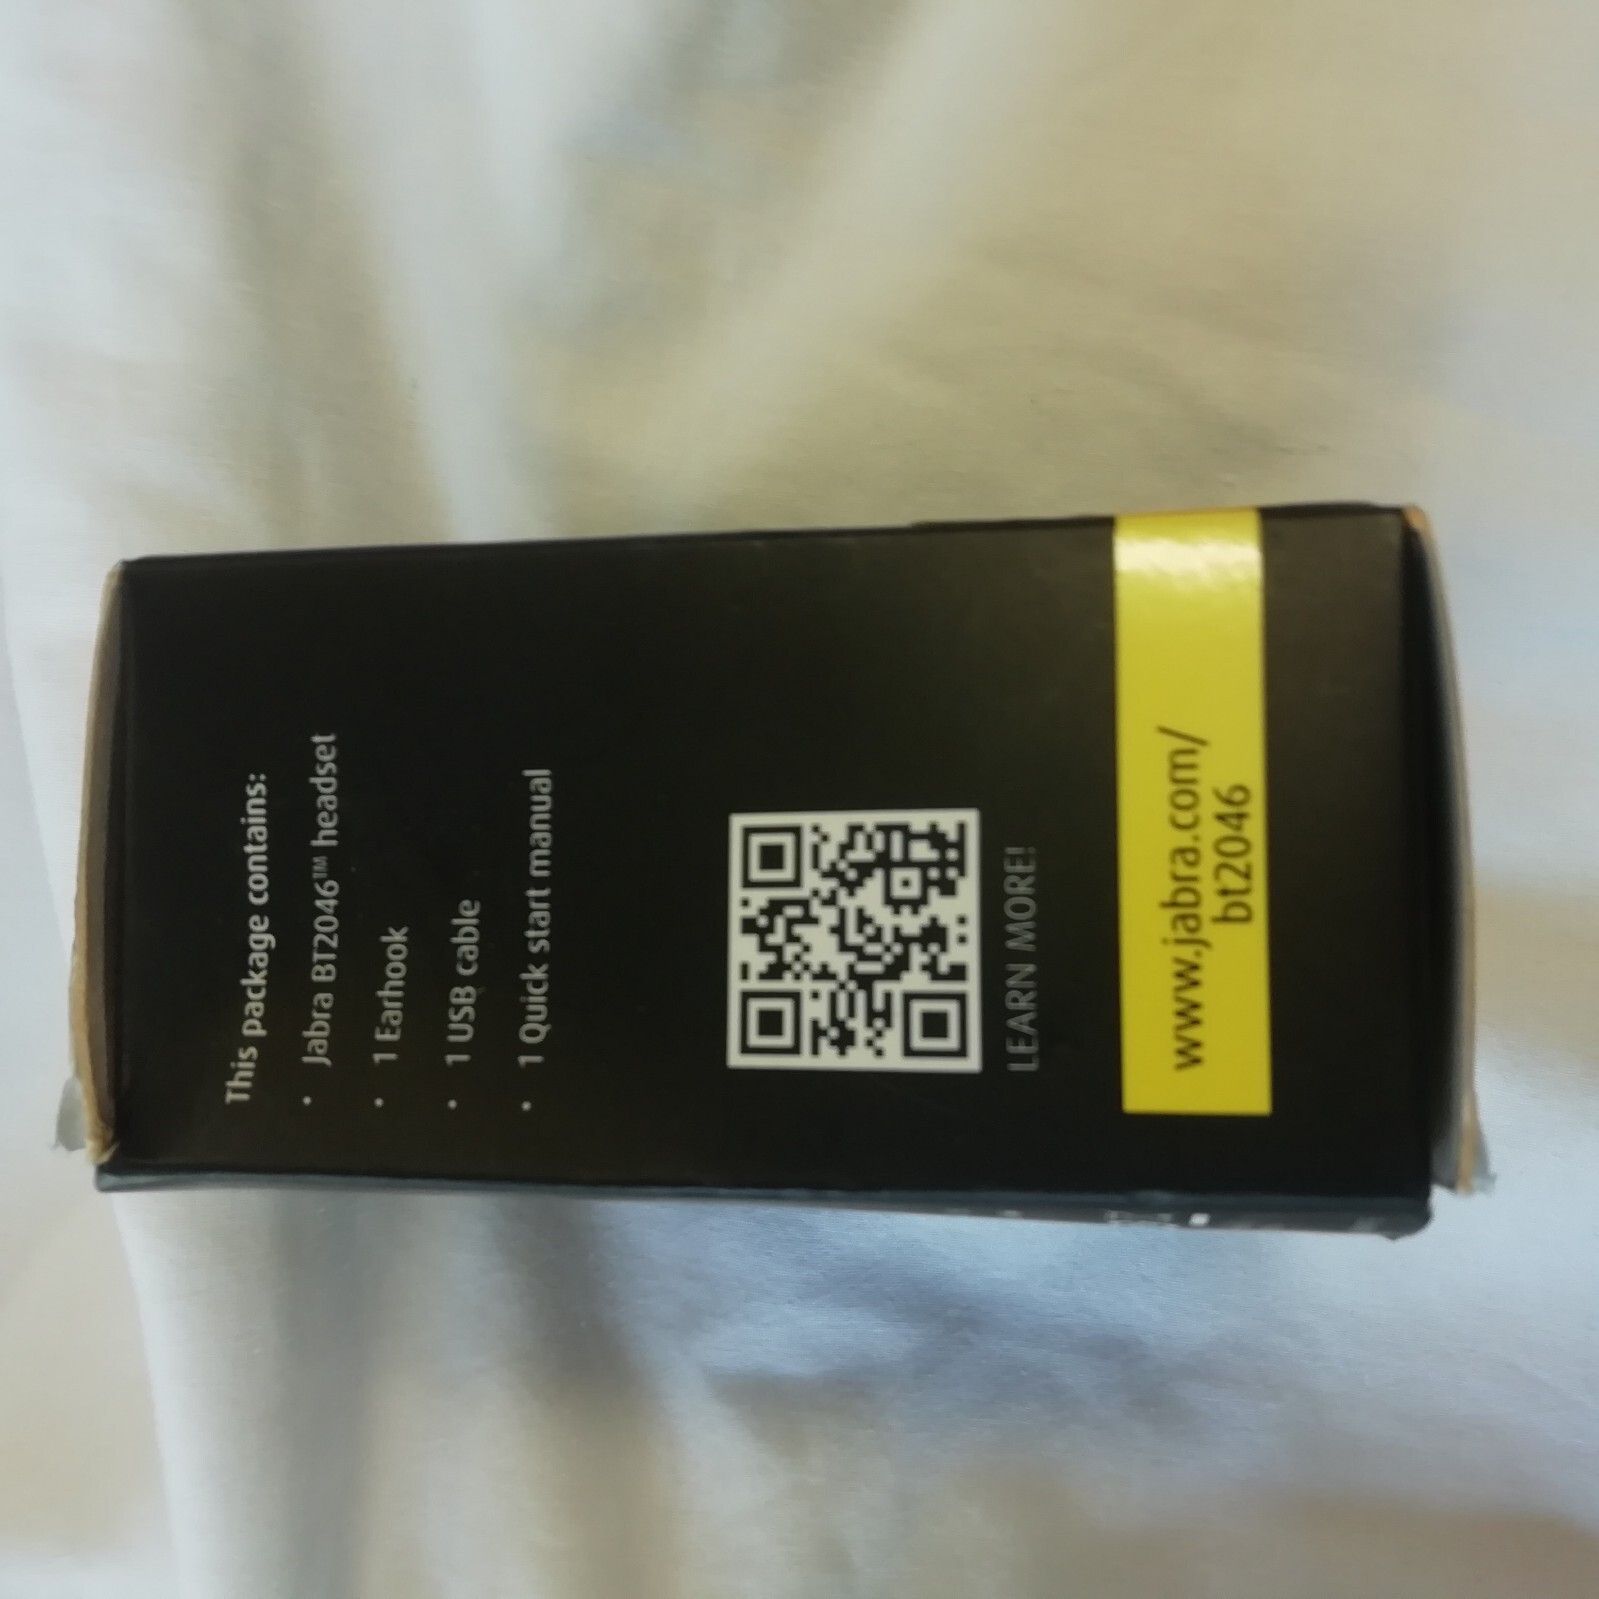 This package contains:
• Jabra BT2046™ headset
• 1 Earhook
• 1 USB cable
• 1 Quick start manual
LEARN MORE!
www.jabra.com/
bt2046